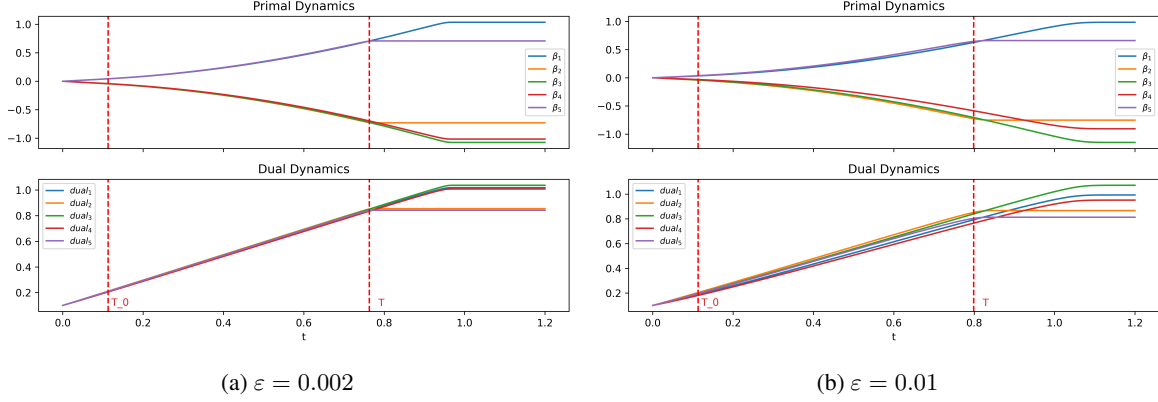 Primal Dynamics
1.0
0.5
0.0
−0.5
−1.0
β₁
β₂
β₃
β₄
β₅
Dual Dynamics
1.0
0.8
0.6
0.4
0.2
dual₁
dual₂
dual₃
dual₄
dual₅
T_0
T
0.0 0.2 0.4 0.6 0.8 1.0 1.2
t
(a) ε = 0.002
Primal Dynamics
1.0
0.5
0.0
−0.5
−1.0
β₁
β₂
β₃
β₄
β₅
Dual Dynamics
1.0
0.8
0.6
0.4
0.2
dual₁
dual₂
dual₃
dual₄
dual₅
T_0
T
0.0 0.2 0.4 0.6 0.8 1.0 1.2
t
(b) ε = 0.01